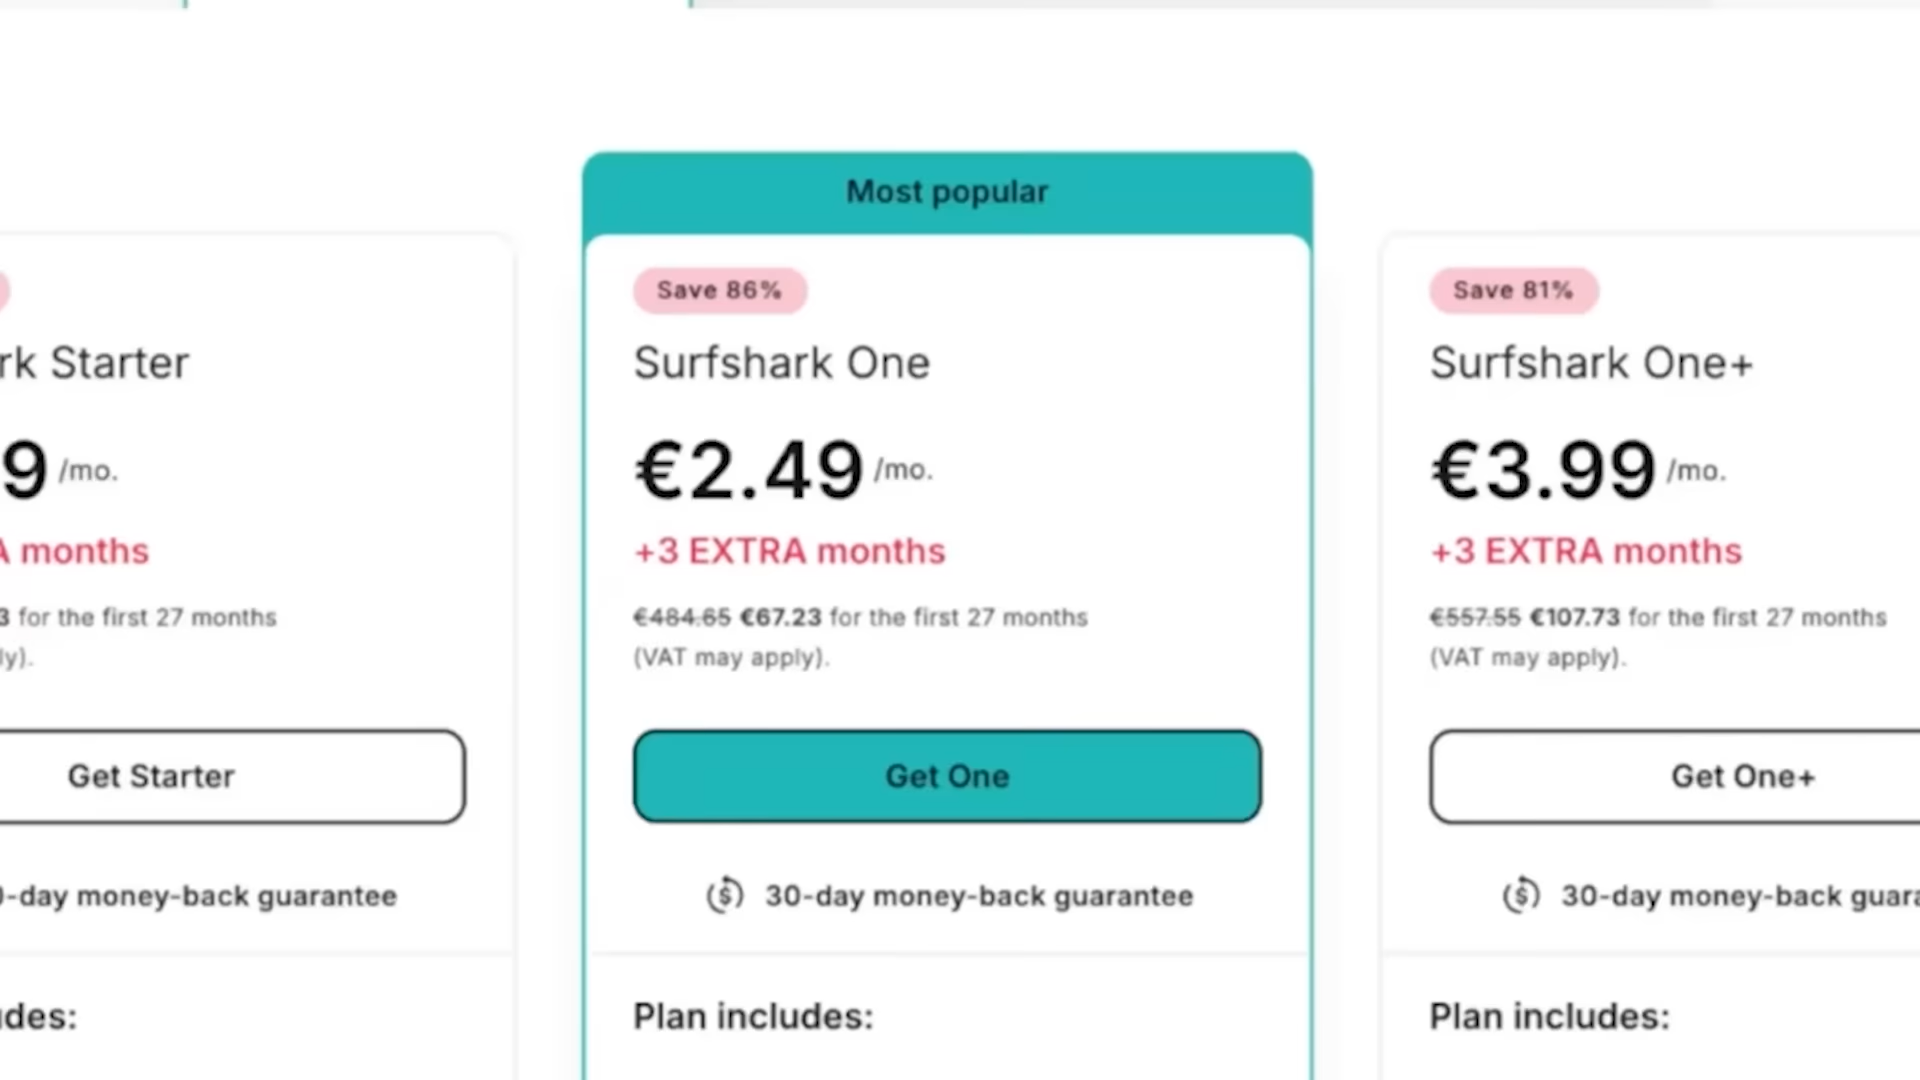 Most popular
rk Starter
9 /mo.
A months
3 for the first 27 months
ly).
Get Starter
0-day money-back guarantee
udes:
Save 86%
Surfshark One
€2.49 /mo.
+3 EXTRA months
€484.65 €67.23 for the first 27 months
(VAT may apply).
Get One
30-day money-back guarantee
Plan includes:
Save 81%
Surfshark One+
€3.99 /mo.
+3 EXTRA months
€557.55 €107.73 for the first 27 months
(VAT may apply).
Get One+
30-day money-back guara
Plan includes: